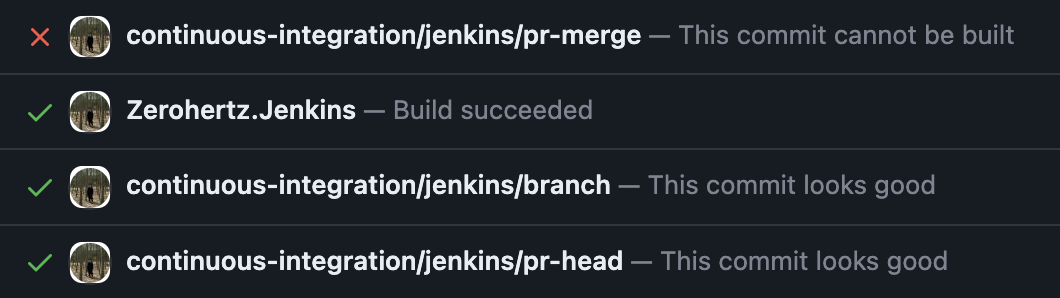 continuous-integration/jenkins/pr-merge — This commit cannot be built
Zerohertz.Jenkins — Build succeeded
continuous-integration/jenkins/branch — This commit looks good
continuous-integration/jenkins/pr-head — This commit looks good